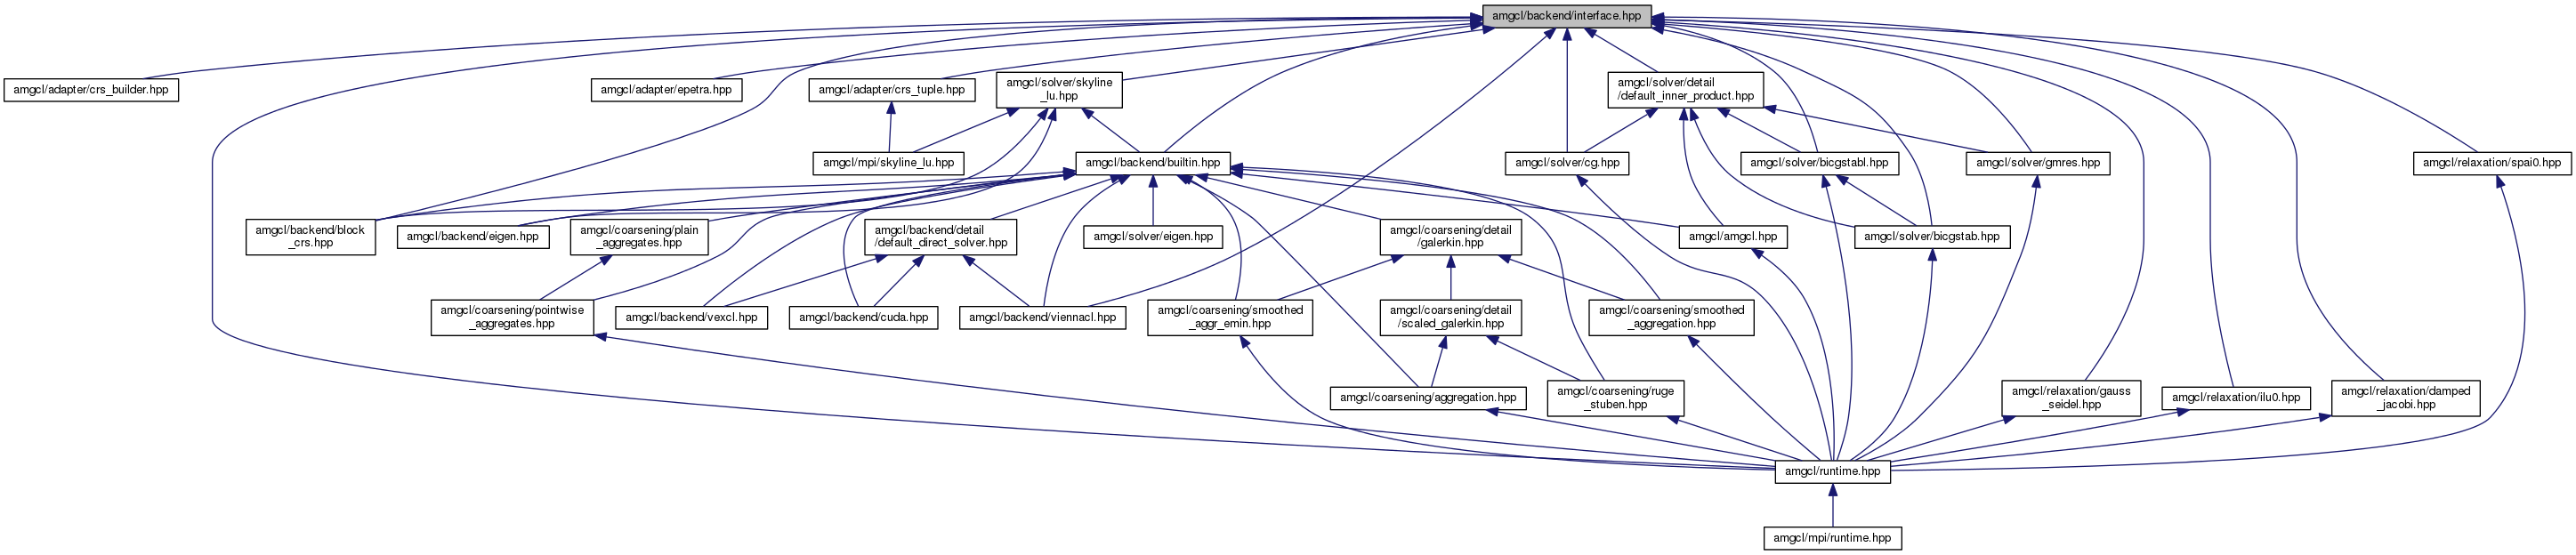 amgcl/backend/interface.hpp
amgcl/adapter/crs_builder.hpp
amgcl/adapter/epetra.hpp
amgcl/adapter/crs_tuple.hpp
amgcl/solver/skyline
_lu.hpp
amgcl/solver/detail
/default_inner_product.hpp
amgcl/mpi/skyline_lu.hpp
amgcl/backend/builtin.hpp
amgcl/solver/cg.hpp
amgcl/solver/bicgstabl.hpp
amgcl/solver/gmres.hpp
amgcl/relaxation/spai0.hpp
amgcl/backend/block
_crs.hpp
amgcl/backend/eigen.hpp
amgcl/coarsening/plain
_aggregates.hpp
amgcl/backend/detail
/default_direct_solver.hpp
amgcl/solver/eigen.hpp
amgcl/coarsening/detail
/galerkin.hpp
amgcl/amgcl.hpp
amgcl/solver/bicgstab.hpp
amgcl/coarsening/pointwise
_aggregates.hpp
amgcl/backend/vexcl.hpp
amgcl/backend/cuda.hpp
amgcl/backend/viennacl.hpp
amgcl/coarsening/smoothed
_aggr_emin.hpp
amgcl/coarsening/detail
/scaled_galerkin.hpp
amgcl/coarsening/smoothed
_aggregation.hpp
amgcl/coarsening/aggregation.hpp
amgcl/coarsening/ruge
_stuben.hpp
amgcl/relaxation/gauss
_seidel.hpp
amgcl/relaxation/ilu0.hpp
amgcl/relaxation/damped
_jacobi.hpp
amgcl/runtime.hpp
amgcl/mpi/runtime.hpp